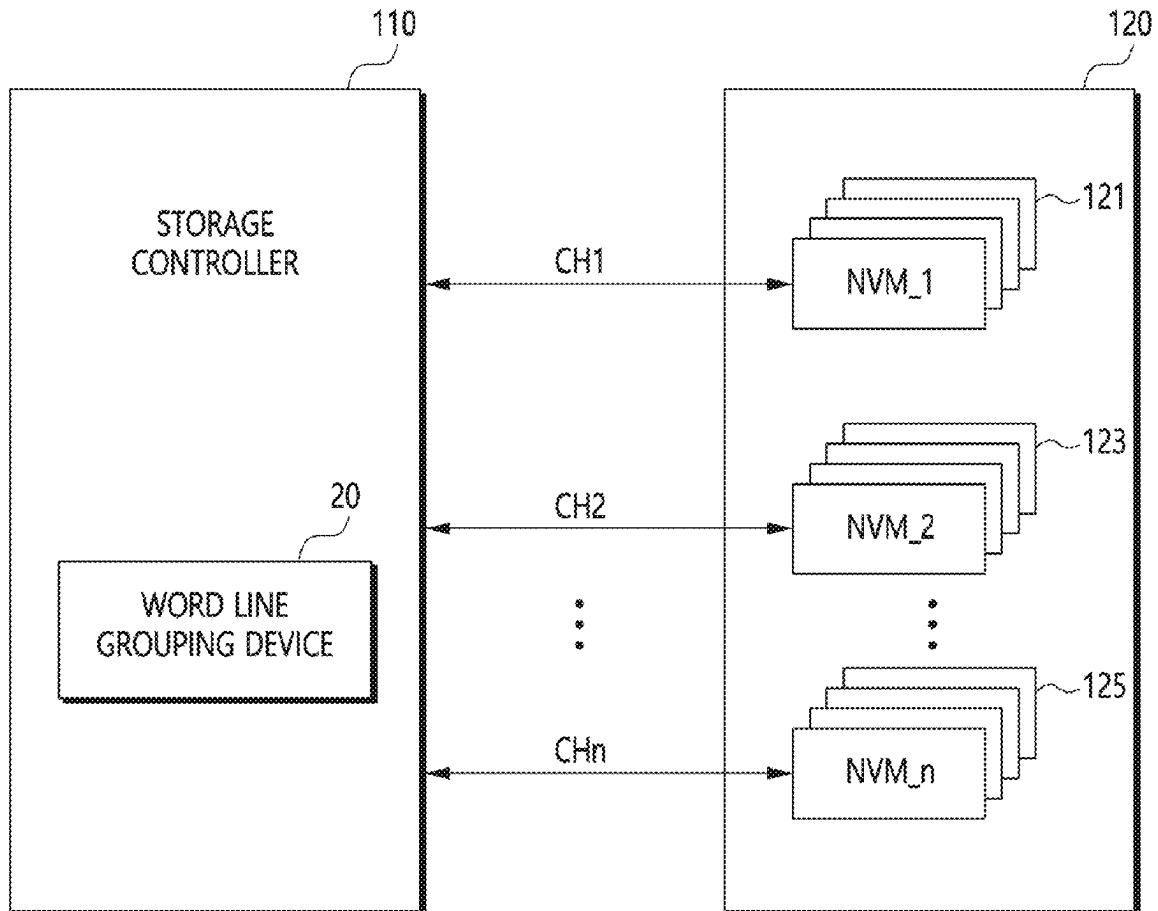 110
120
STORAGE
CONTROLLER
121
CH1
NVM_1
123
20
CH2
NVM_2
WORD LINE
GROUPING DEVICE
125
CHn
NVM_n